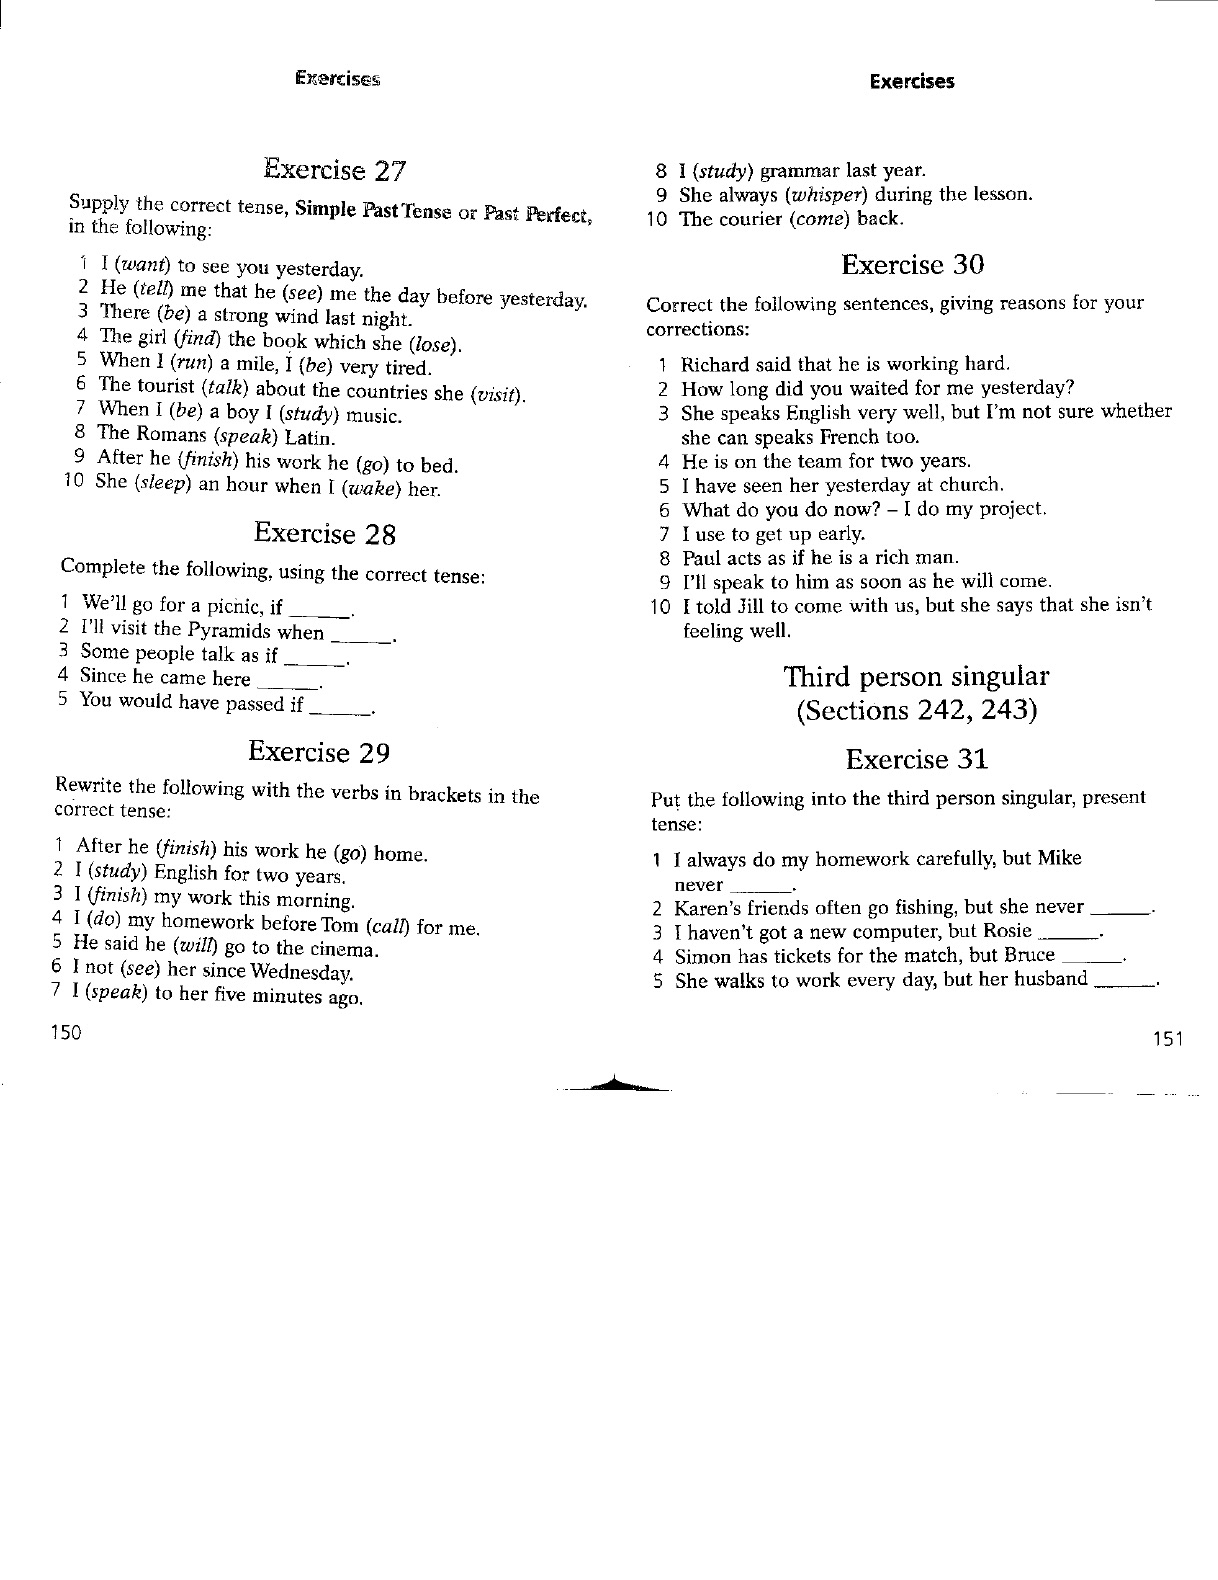 Exercises
Exercise 27
Supply the correct tense, Simple Past Tense or Past Perfect,
in the following:
1 I (want) to see you yesterday.
2 He (tell) me that he (see) me the day before yesterday.
3 There (be) a strong wind last night.
4 The girl (find) the book which she (lose).
5 When I (run) a mile, I (be) very tired.
6 The tourist (talk) about the countries she (visit).
7 When I (be) a boy I (study) music.
8 The Romans (speak) Latin.
9 After he (finish) his work he (go) to bed.
10 She (sleep) an hour when I (wake) her.
Exercise 28
Complete the following, using the correct tense:
1 We'll go for a picnic, if ______.
2 I'll visit the Pyramids when ______.
3 Some people talk as if ______.
4 Since he came here ______.
5 You would have passed if ______.
Exercise 29
Rewrite the following with the verbs in brackets in the
correct tense:
1 After he (finish) his work he (go) home.
2 I (study) English for two years.
3 I (finish) my work this morning.
4 I (do) my homework before Tom (call) for me.
5 He said he (will) go to the cinema.
6 I not (see) her since Wednesday.
7 I (speak) to her five minutes ago.
150
Exercises
8 I (study) grammar last year.
9 She always (whisper) during the lesson.
10 The courier (come) back.
Exercise 30
Correct the following sentences, giving reasons for your
corrections:
1 Richard said that he is working hard.
2 How long did you waited for me yesterday?
3 She speaks English very well, but I'm not sure whether
she can speaks French too.
4 He is on the team for two years.
5 I have seen her yesterday at church.
6 What do you do now? – I do my project.
7 I use to get up early.
8 Paul acts as if he is a rich man.
9 I'll speak to him as soon as he will come.
10 I told Jill to come with us, but she says that she isn't
feeling well.
Third person singular
(Sections 242, 243)
Exercise 31
Put the following into the third person singular, present
tense:
1 I always do my homework carefully, but Mike
never ______.
2 Karen's friends often go fishing, but she never ______.
3 I haven't got a new computer, but Rosie ______.
4 Simon has tickets for the match, but Bruce ______.
5 She walks to work every day, but her husband ______.
151